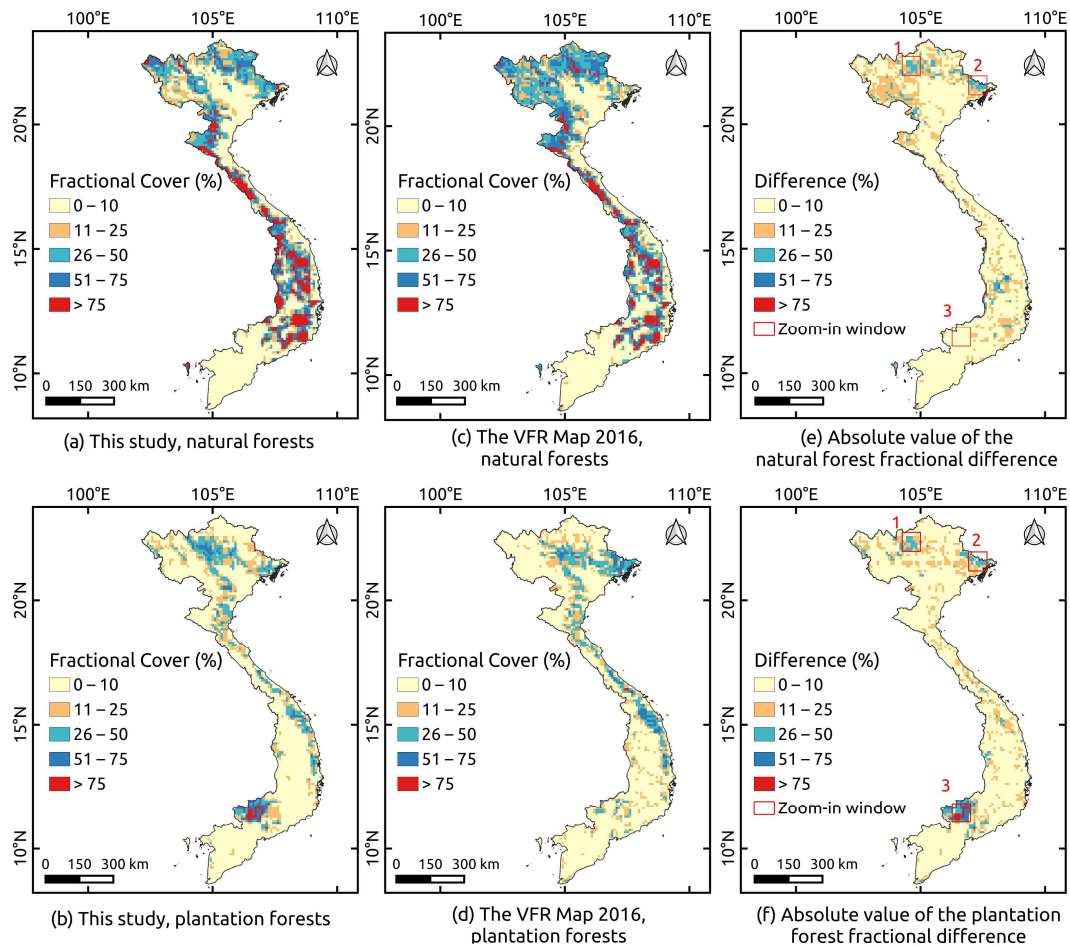 100°E 105°E 110°E
20°N
15°N
10°N
Fractional Cover (%)
0 – 10
11 – 25
26 – 50
51 – 75
> 75
0 150 300 km
(a) This study, natural forests
100°E 105°E 110°E
Fractional Cover (%)
0 – 10
11 – 25
26 – 50
51 – 75
> 75
0 150 300 km
(c) The VFR Map 2016,
natural forests
100°E 105°E 110°E
20°N
15°N
10°N
1
2
3
Difference (%)
0 – 10
11 – 25
26 – 50
51 – 75
> 75
Zoom-in window
0 150 300 km
(e) Absolute value of the
natural forest fractional difference
100°E 105°E 110°E
20°N
15°N
10°N
Fractional Cover (%)
0 – 10
11 – 25
26 – 50
51 – 75
> 75
0 150 300 km
(b) This study, plantation forests
100°E 105°E 110°E
Fractional Cover (%)
0 – 10
11 – 25
26 – 50
51 – 75
> 75
0 150 300 km
(d) The VFR Map 2016,
plantation forests
100°E 105°E 110°E
20°N
15°N
10°N
1
2
3
Difference (%)
0 – 10
11 – 25
26 – 50
51 – 75
> 75
Zoom-in window
0 150 300 km
(f) Absolute value of the plantation
forest fractional difference